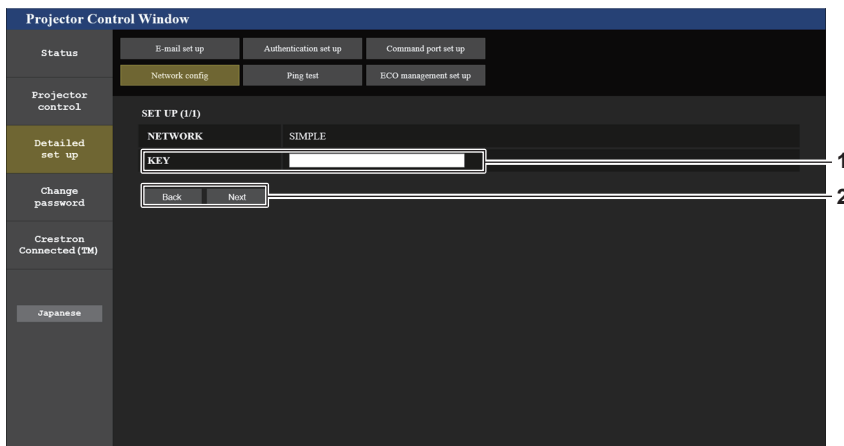 Projector Control Window
Status
Projector
control
Detailed
set up
Change
password
Crestron
Connected(TM)
Japanese
E-mail set up Authentication set up Command port set up
Network config Ping test ECO management set up
SET UP (1/1)
NETWORK SIMPLE
KEY
1
Back Next
2